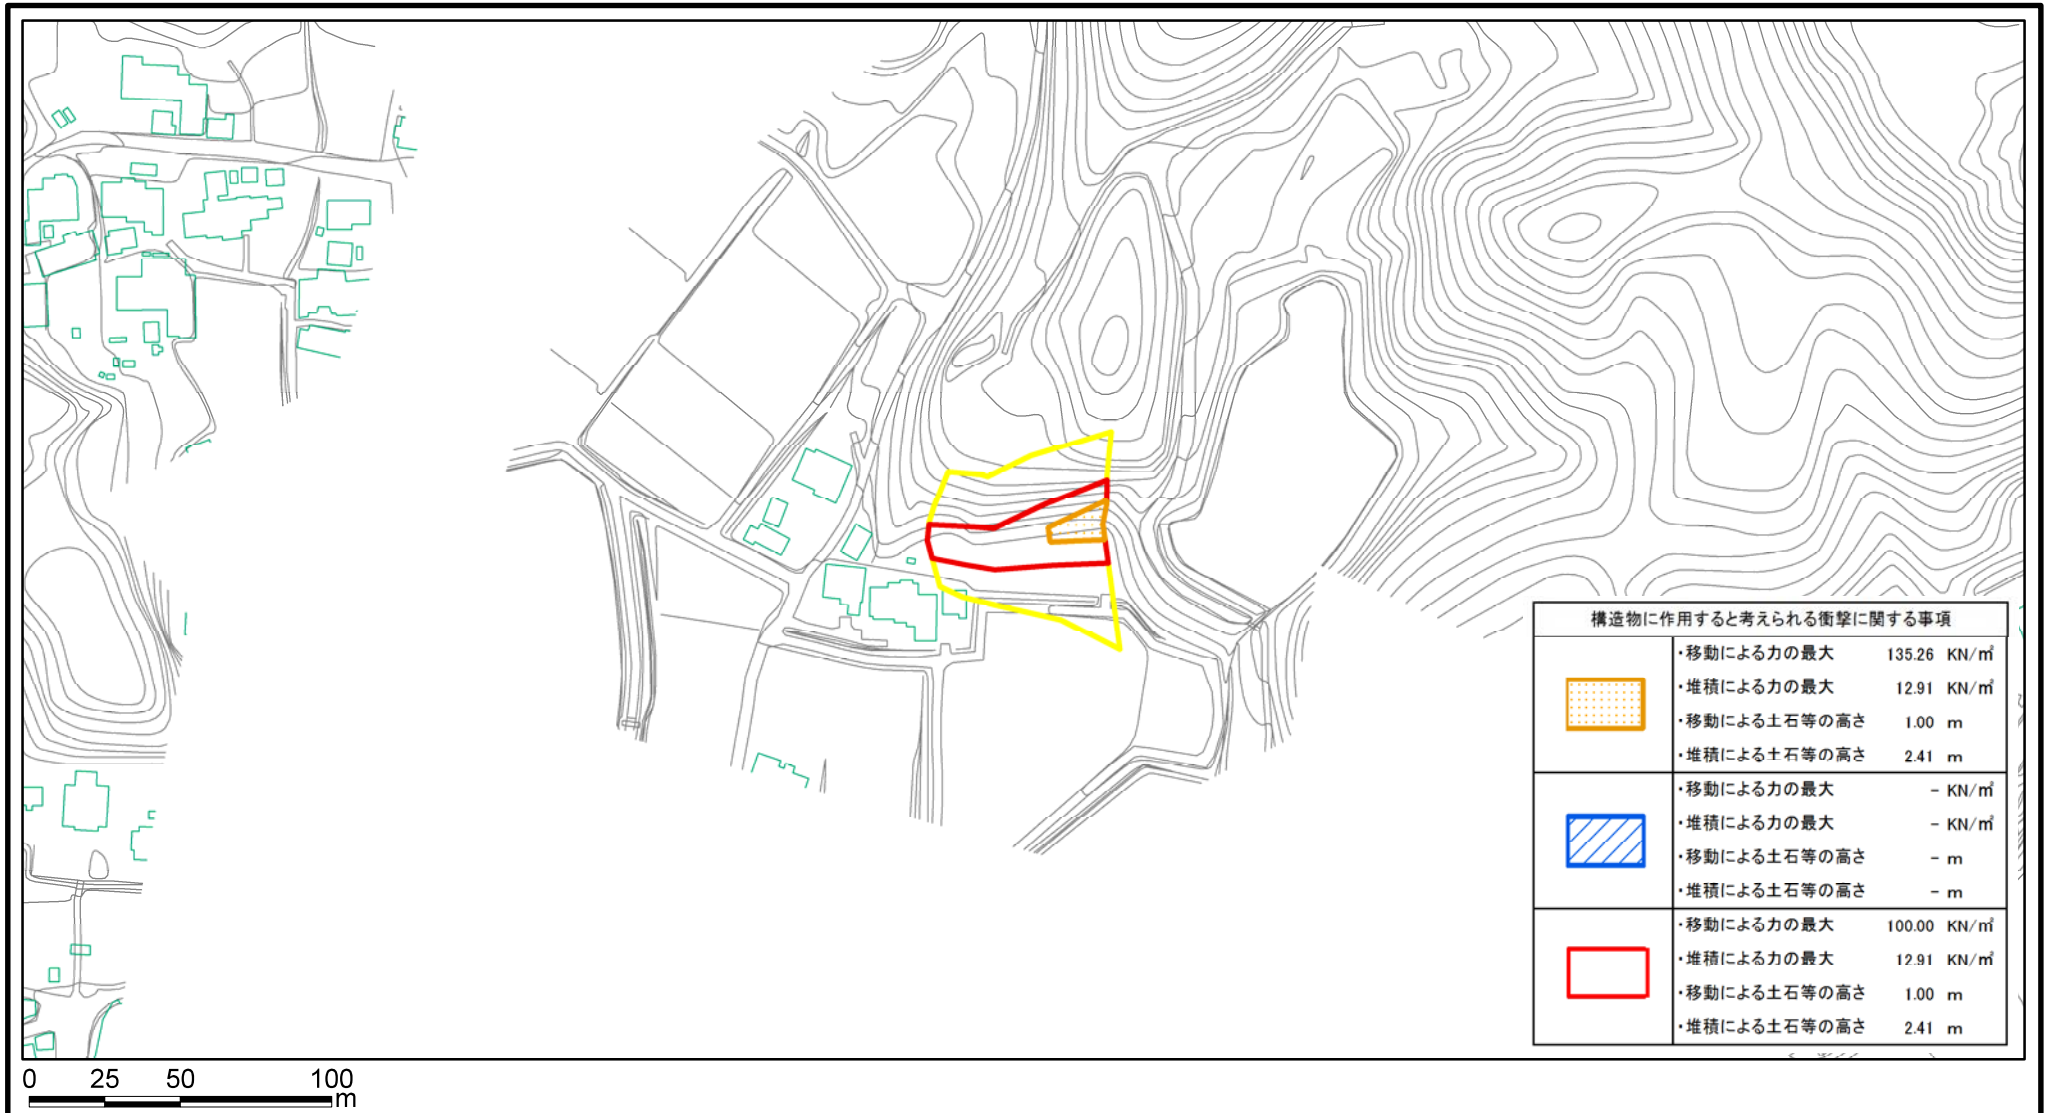 構造物に作用すると考えられる衝撃に関する事項
・移動による力の最大 135.26 KN/㎡
・堆積による力の最大 12.91 KN/㎡
・移動による土石等の高さ 1.00 m
・堆積による土石等の高さ 2.41 m
・移動による力の最大 - KN/㎡
・堆積による力の最大 - KN/㎡
・移動による土石等の高さ - m
・堆積による土石等の高さ - m
・移動による力の最大 100.00 KN/㎡
・堆積による力の最大 12.91 KN/㎡
・移動による土石等の高さ 1.00 m
・堆積による土石等の高さ 2.41 m
0 25 50 100
m